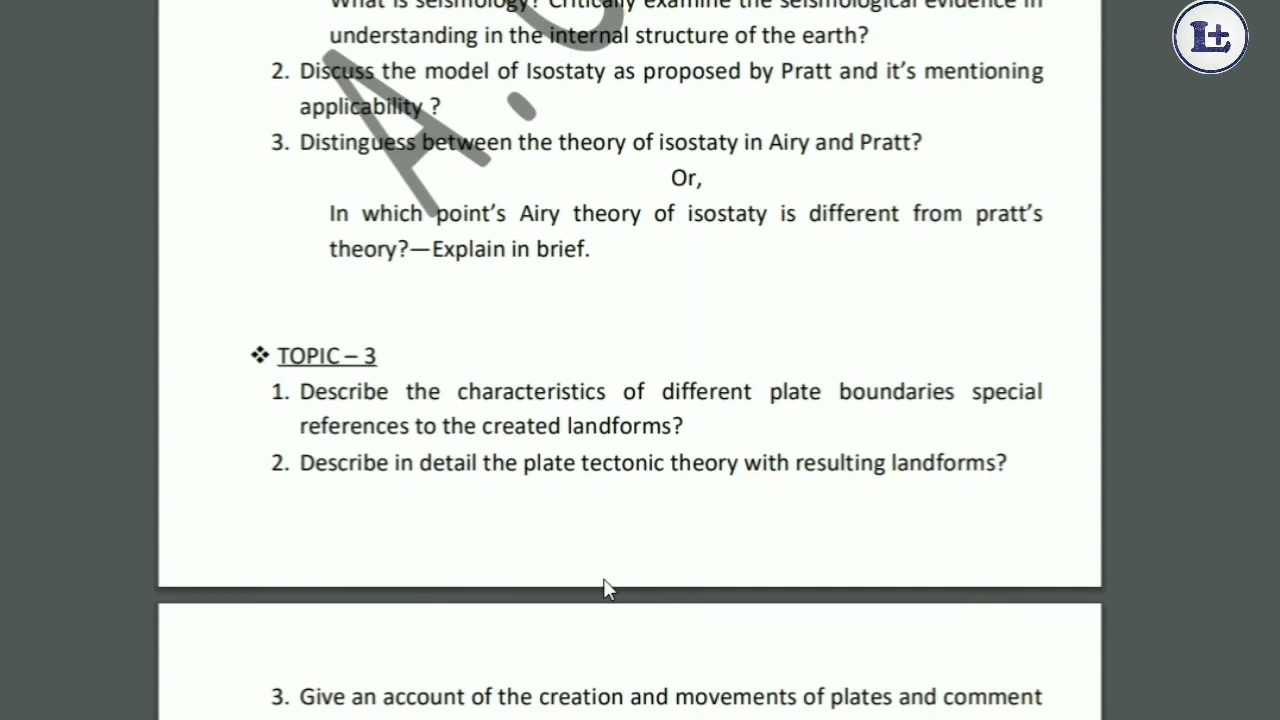 What is seismology? Critically examine the seismological evidence in
understanding in the internal structure of the earth?
2. Discuss the model of Isostaty as proposed by Pratt and it's mentioning
applicability ?
3. Distinguess between the theory of isostaty in Airy and Pratt?
Or,
In which point's Airy theory of isostaty is different from pratt's
theory?—Explain in brief.
❖ TOPIC – 3
1. Describe the characteristics of different plate boundaries special
references to the created landforms?
2. Describe in detail the plate tectonic theory with resulting landforms?
3. Give an account of the creation and movements of plates and comment
A.
L+